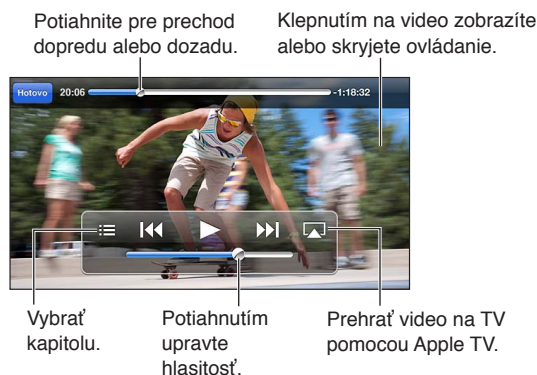 Potiahnite pre prechod
dopredu alebo dozadu.
Klepnutím na video zobrazíte
alebo skryjete ovládanie.
Hotovo 20:06 -1:18:32
Vybrať
kapitolu.
Potiahnutím
upravte
hlasitosť.
Prehrať video na TV
pomocou Apple TV.